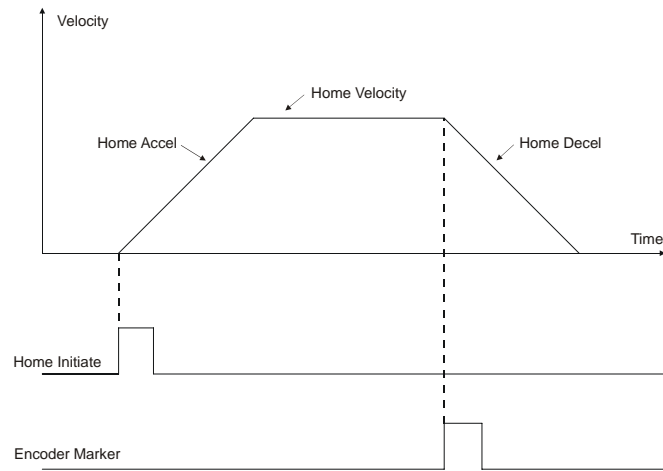 Velocity
Home Velocity
Home Accel
Home Decel
Time
Home Initiate
Encoder Marker